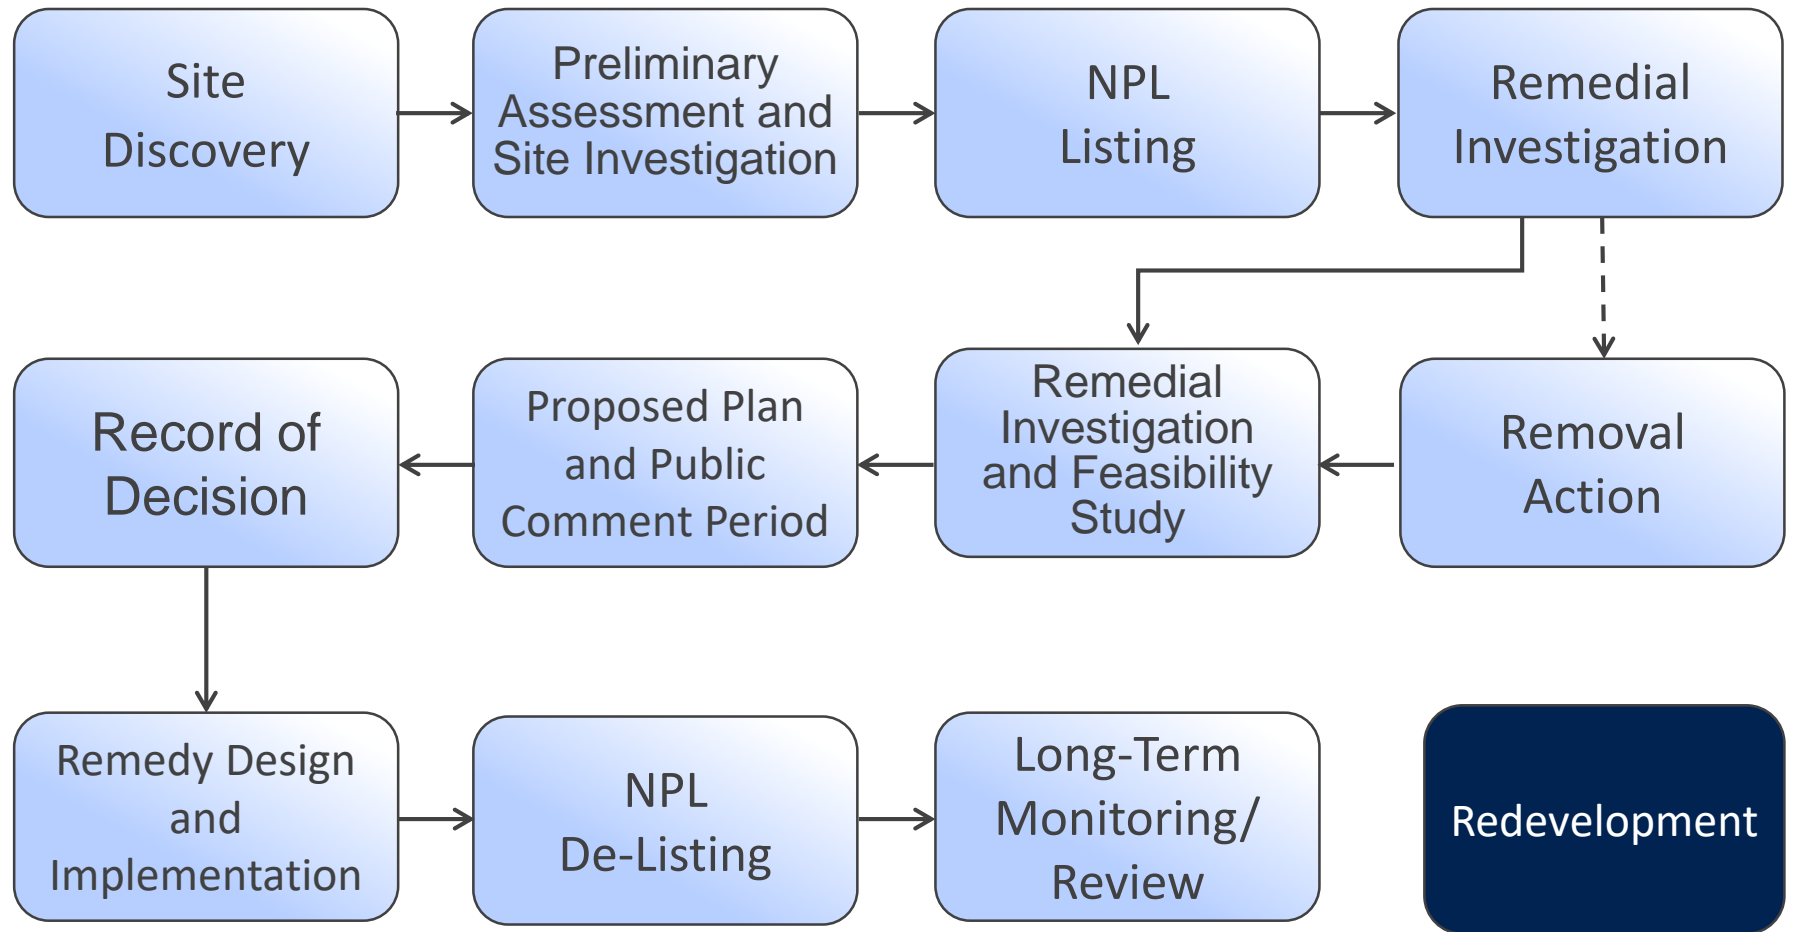 Site
Discovery
Preliminary
Assessment and
Site Investigation
NPL
Listing
Remedial
Investigation
Record of
Decision
Proposed Plan
and Public
Comment Period
Remedial
Investigation
and Feasibility
Study
Removal
Action
Remedy Design
and
Implementation
NPL
De-Listing
Long-Term
Monitoring/
Review
Redevelopment